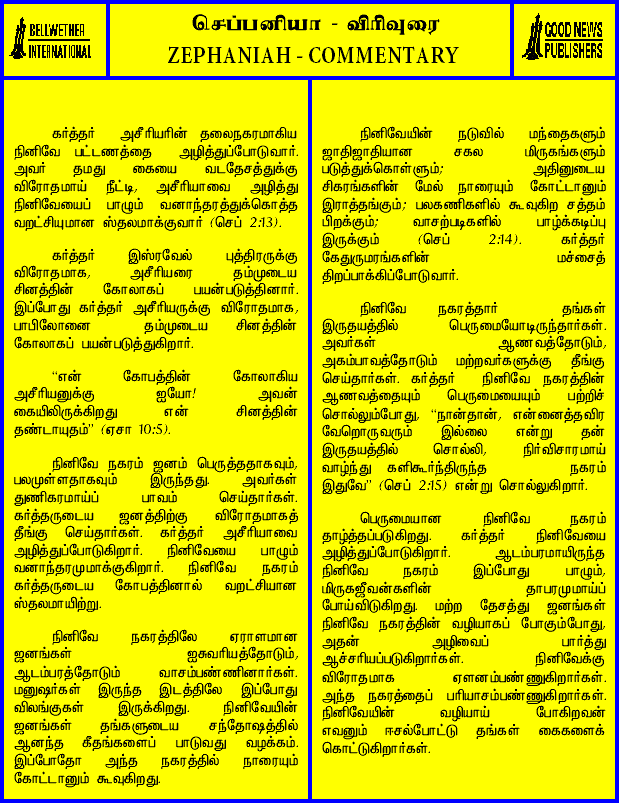 BELLWETHER
INTERNATIONAL
செப்பனியா - விரிவுரை
ZEPHANIAH - COMMENTARY
GOOD NEWS
PUBLISHERS
கர்த்தர் அசீரியரின் தலைநகரமாகிய
நினிவே பட்டணத்தை அழித்துப்போடுவார்.
அவர் தமது கையை வடதேசத்துக்கு
விரோதமாய் நீட்டி, அசீரியாவை அழித்து
நினிவேயைப் பாழும் வனாந்தரத்துக்கொத்த
வறட்சியுமான ஸ்தலமாக்குவார் (செப் 2:13).
கர்த்தர் இஸ்ரவேல் புத்திரருக்கு
விரோதமாக, அசீரியரை தம்முடைய
சினத்தின் கோலாகப் பயன்படுத்தினார்.
இப்போது கர்த்தர் அசீரியருக்கு விரோதமாக,
பாபிலோனை தம்முடைய சினத்தின்
கோலாகப் பயன்படுத்துகிறார்.
“என் கோபத்தின் கோலாகிய
அசீரியனுக்கு ஐயோ! அவன்
கையிலிருக்கிறது என் சினத்தின்
தண்டாயுதம்” (ஏசா 10:5).
நினிவே நகரம் ஜனம் பெருத்ததாகவும்,
பலமுள்ளதாகவும் இருந்தது. அவர்கள்
துணிகரமாய்ப் பாவம் செய்தார்கள்.
கர்த்தருடைய ஜனத்திற்கு விரோதமாகத்
தீங்கு செய்தார்கள். கர்த்தர் அசீரியாவை
அழித்துப்போடுகிறார். நினிவேயை பாழும்
வனாந்தரமுமாக்குகிறார். நினிவே நகரம்
கர்த்தருடைய கோபத்தினால் வறட்சியான
ஸ்தலமாயிற்று.
நினிவே நகரத்திலே ஏராளமான
ஜனங்கள் ஐசுவரியத்தோடும்,
ஆடம்பரத்தோடும் வாசம்பண்ணினார்கள்.
மனுஷர்கள் இருந்த இடத்திலே இப்போது
விலங்குகள் இருக்கிறது. நினிவேயின்
ஜனங்கள் தங்களுடைய சந்தோஷத்தில்
ஆனந்த கீதங்களைப் பாடுவது வழக்கம்.
இப்போதோ அந்த நகரத்தில் நாரையும்
கோட்டானும் கூவுகிறது.
நினிவேயின் நடுவில் மந்தைகளும்
ஜாதிஜாதியான சகல மிருகங்களும்
படுத்துக்கொள்ளும்; அதினுடைய
சிகரங்களின் மேல் நாரையும் கோட்டானும்
இராத்தங்கும்; பலகணிகளில் கூவுகிற சத்தம்
பிறக்கும்; வாசற்படிகளில் பாழ்க்கடிப்பு
இருக்கும் (செப் 2:14). கர்த்தர்
கேதுருமரங்களின் மச்சைத்
திறப்பாக்கிப்போடுவார்.
நினிவே நகரத்தார் தங்கள்
இருதயத்தில் பெருமையோடிருந்தார்கள்.
அவர்கள் ஆணவத்தோடும்,
அகம்பாவத்தோடும் மற்றவர்களுக்கு தீங்கு
செய்தார்கள். கர்த்தர் நினிவே நகரத்தின்
ஆணவத்தையும் பெருமையையும் பற்றிச்
சொல்லும்போது, “நான்தான், என்னைத்தவிர
வேறொருவரும் இல்லை என்று தன்
இருதயத்தில் சொல்லி, நிர்விசாரமாய்
வாழ்ந்து களிகூர்ந்திருந்த நகரம்
இதுவே” (செப் 2:15) என்று சொல்லுகிறார்.
பெருமையான நினிவே நகரம்
தாழ்த்தப்படுகிறது. கர்த்தர் நினிவேயை
அழித்துப்போடுகிறார். ஆடம்பரமாயிருந்த
நினிவே நகரம் இப்போது பாழும்,
மிருகஜீவன்களின் தாபரமுமாய்ப்
போய்விடுகிறது. மற்ற தேசத்து ஜனங்கள்
நினிவே நகரத்தின் வழியாகப் போகும்போது,
அதன் அழிவைப் பார்த்து
ஆச்சரியப்படுகிறார்கள். நினிவேக்கு
விரோதமாக ஏளனம்பண்ணுகிறார்கள்.
அந்த நகரத்தைப் பரியாசம்பண்ணுகிறார்கள்.
நினிவேயின் வழியாய் போகிறவன்
எவனும் ஈசல்போட்டு தங்கள் கைகளைக்
கொட்டுகிறார்கள்.